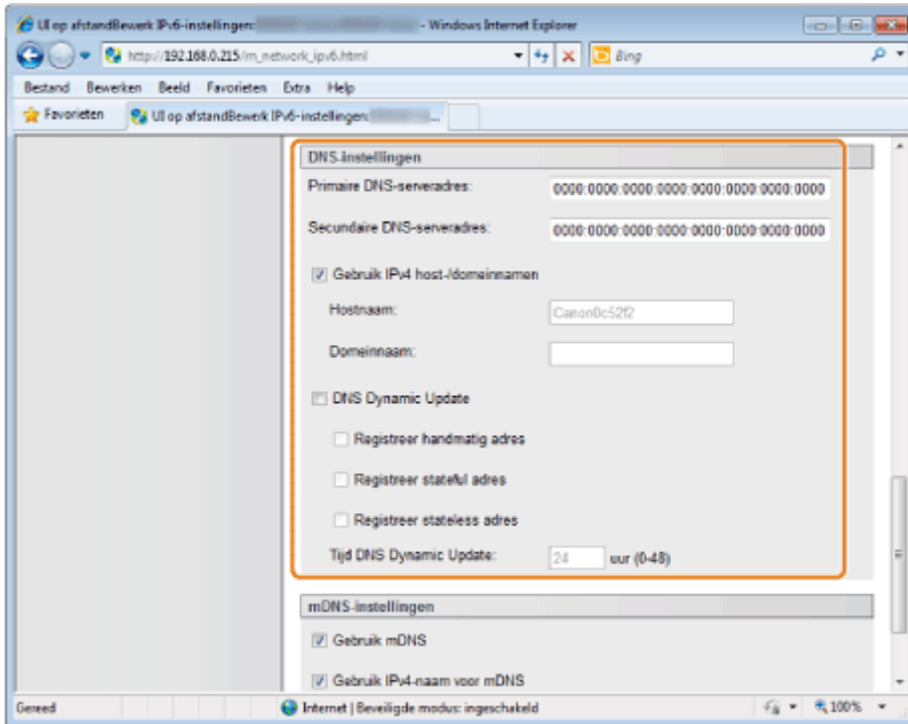 UI op afstandBewerk IPv6-instellingen: - Windows Internet Explorer
http://192.168.0.215/m_network_ipv6.html
Bing
Bestand Bewerken Beeld Favorieten Extra Help
Favorieten
UI op afstandBewerk IPv6-instellingen: ...
DNS-instellingen
Primaire DNS-serveradres: 0000:0000:0000:0000:0000:0000:0000:0000
Secundaire DNS-serveradres: 0000:0000:0000:0000:0000:0000:0000:0000
Gebruik IPv4 host-/domeinnamen
Hostnaam: Canon0c52f2
Domeinnaam:
DNS Dynamic Update
Registreer handmatig adres
Registreer stateful adres
Registreer stateless adres
Tijd DNS Dynamic Update: 24 uur (0-48)
mDNS-instellingen
Gebruik mDNS
Gebruik IPv4-naam voor mDNS
Gereed Internet | Beveiligde modus: ingeschakeld 100%